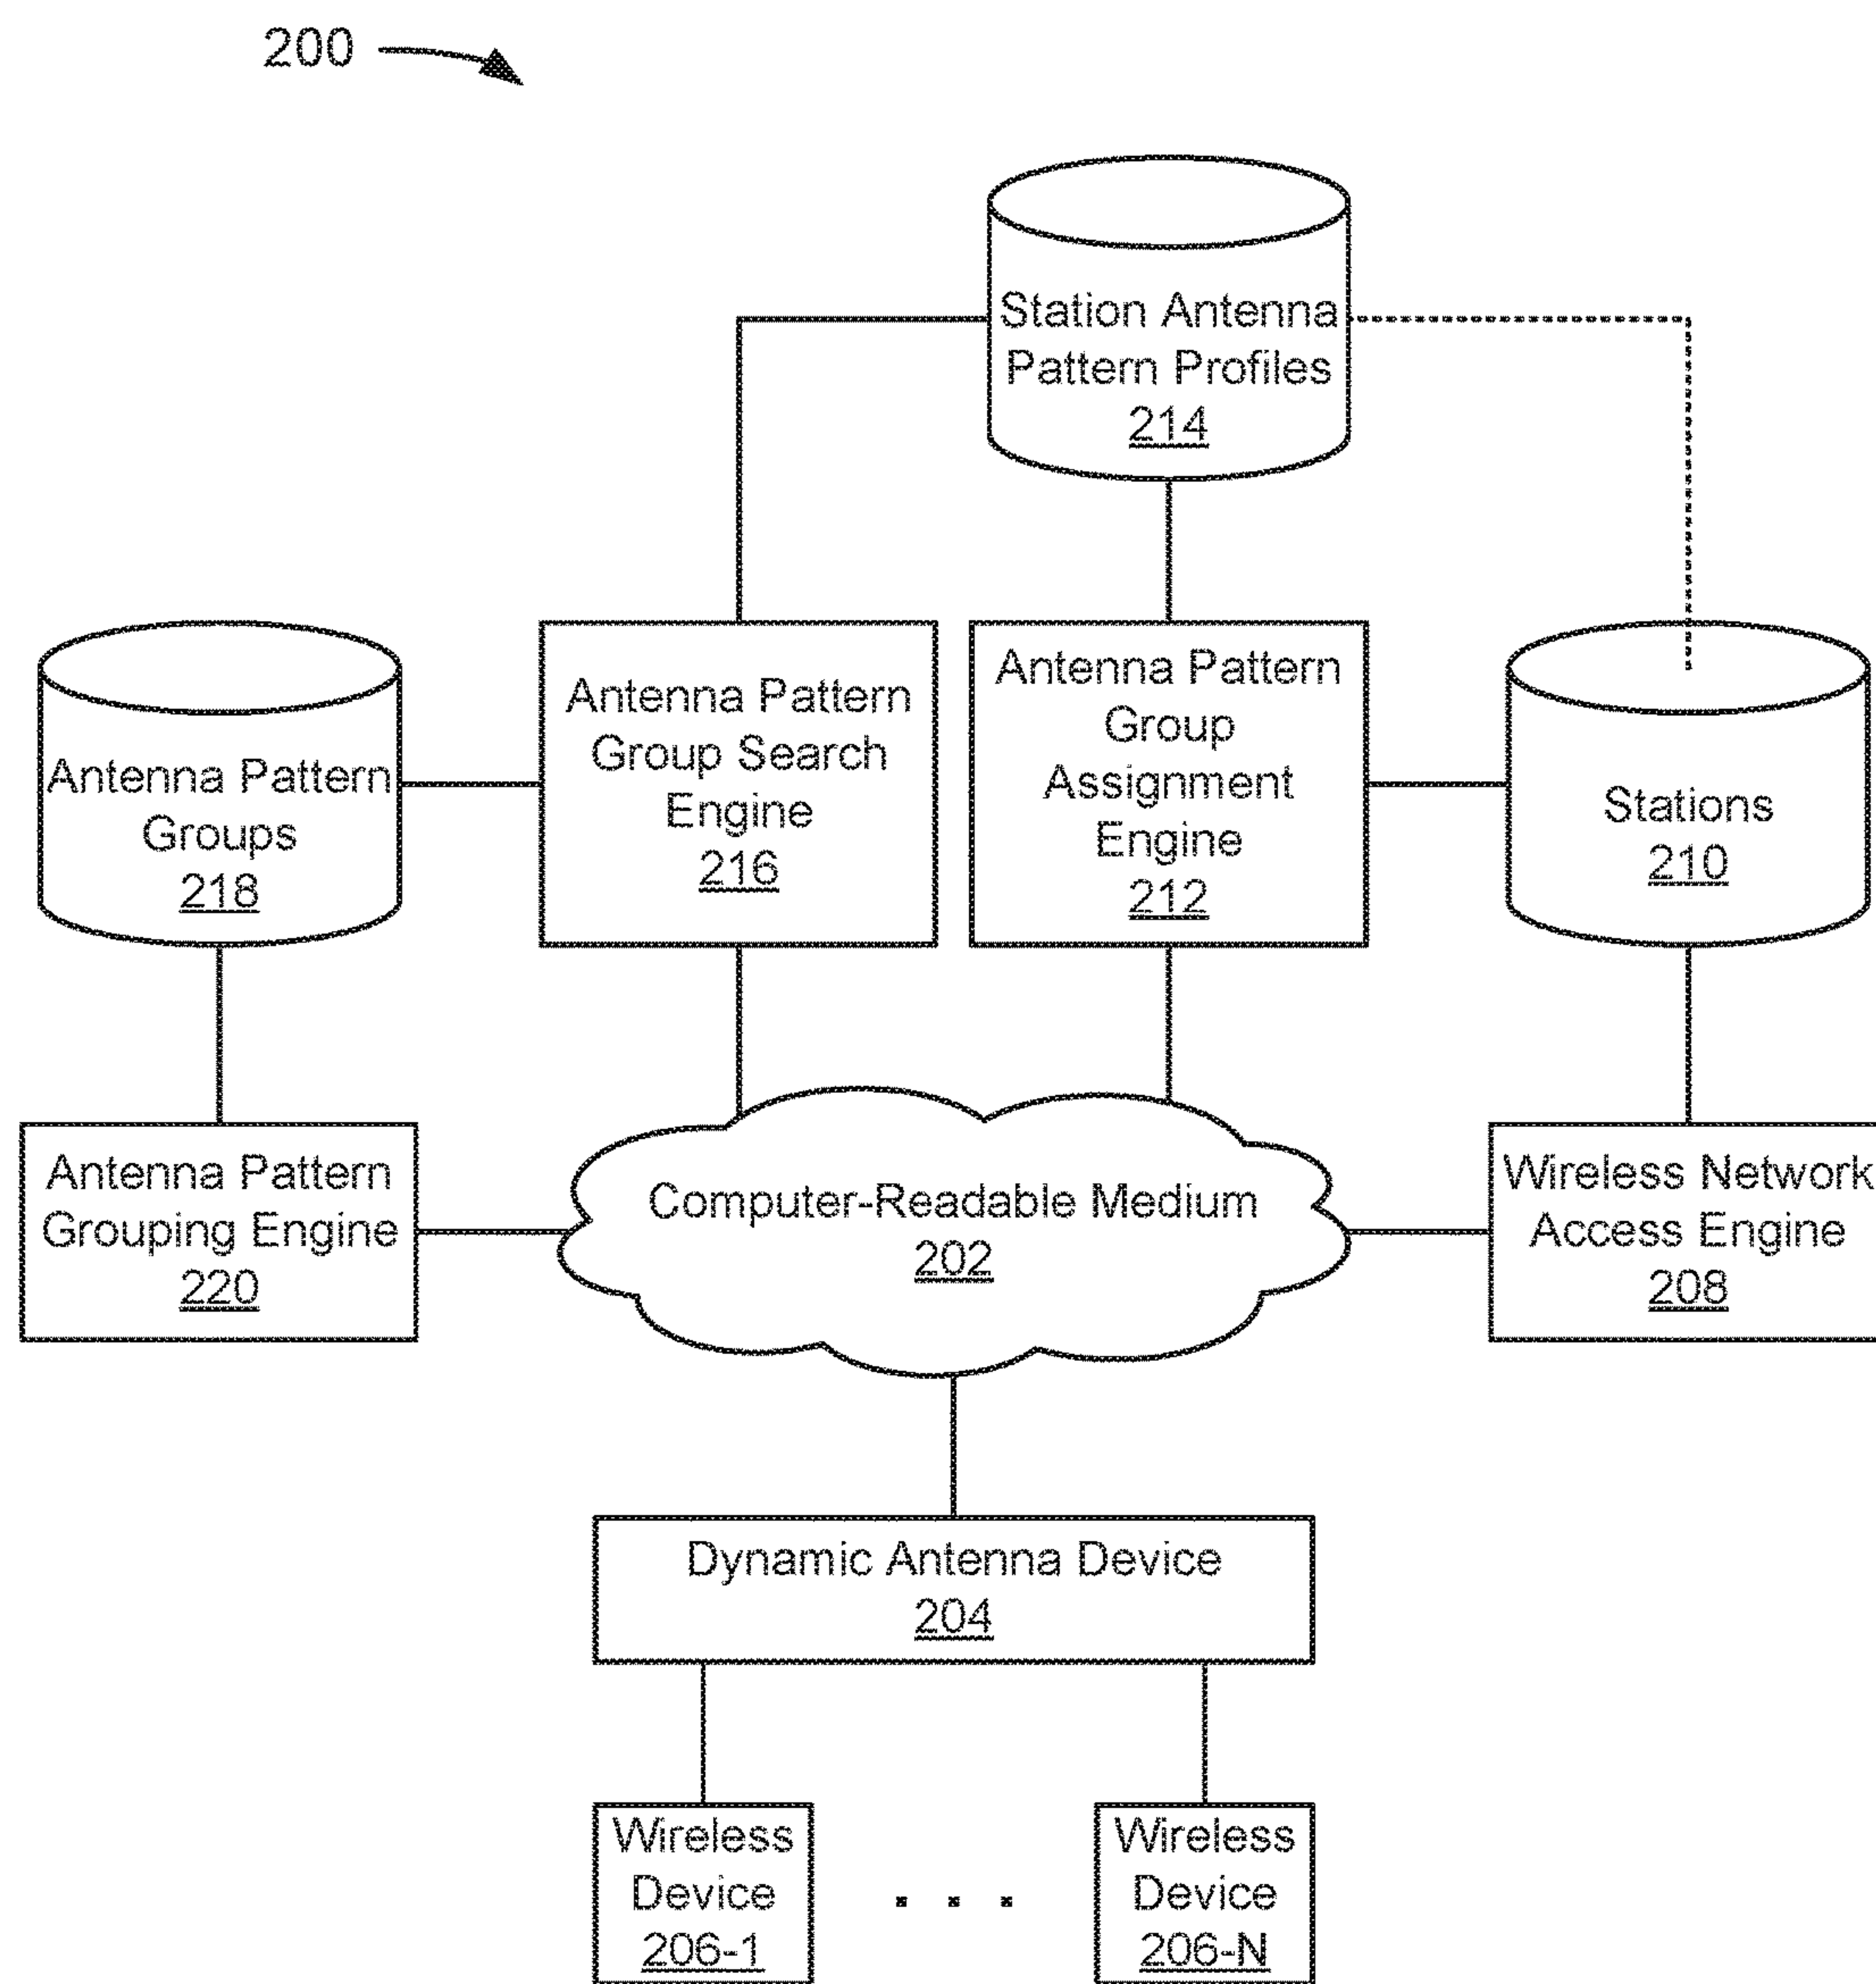 200
Station Antenna
Pattern Profiles
214
Antenna Pattern
Groups
218
Antenna Pattern
Group Search
Engine
216
Antenna Pattern
Group
Assignment
Engine
212
Stations
210
Antenna Pattern
Grouping Engine
220
Computer-Readable Medium
202
Wireless Network
Access Engine
208
Dynamic Antenna Device
204
Wireless
Device
206-1
. . .
Wireless
Device
206-N